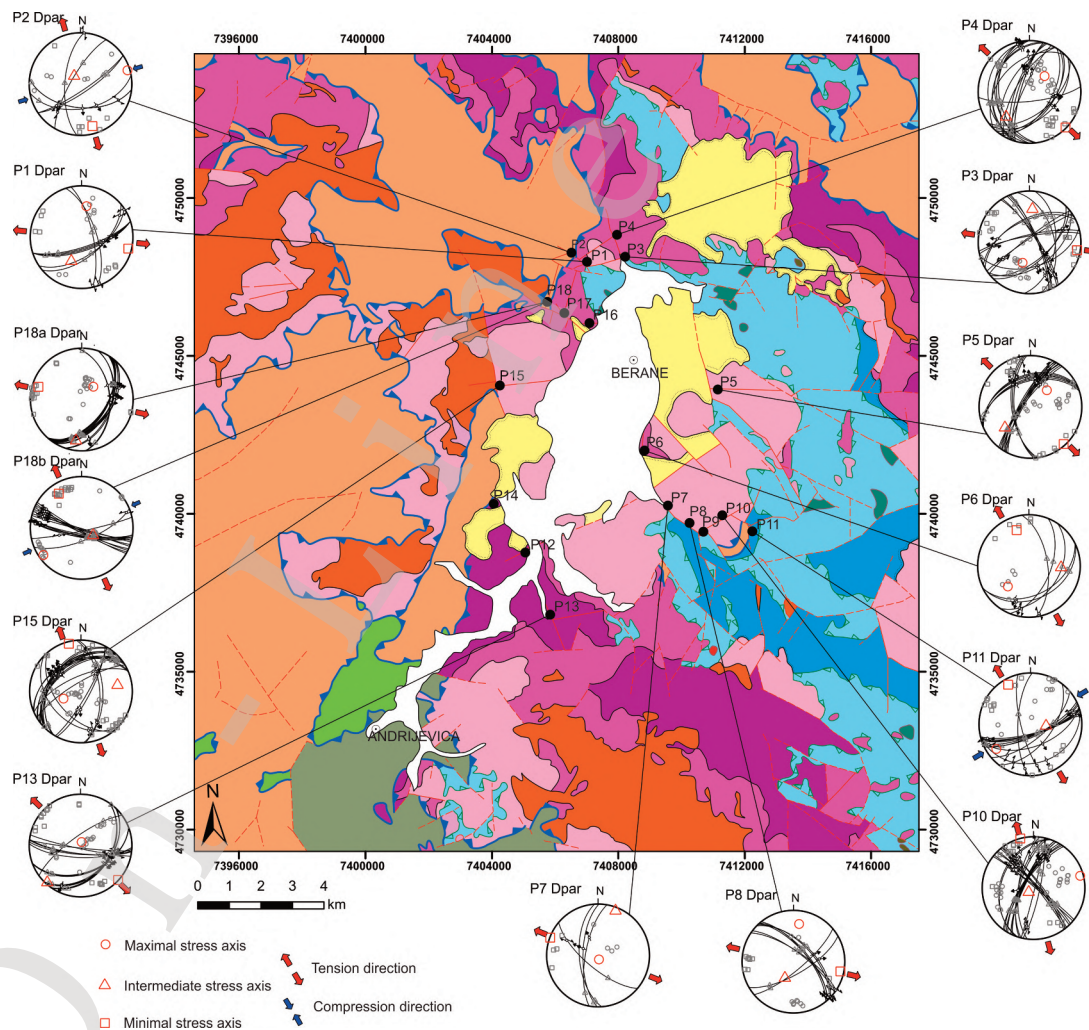 P2 Dpar
N
P1 Dpar
N
P18a Dpar
N
P18b Dpar
N
P15 Dpar
N
P13 Dpar
N
7396000 7400000 7404000 7408000 7412000 7416000
4750000
4745000
4740000
4735000
4730000
P4
P2
P1
P3
P18
P17
P16
BERANE
P15
P5
P6
P14
P7
P8
P10
P9
P11
P12
P13
ANDRIJEVICA
N
4750000
4745000
4740000
4735000
4730000
7396000 7400000 7404000 7408000 7412000 7416000
0 1 2 3 4
km
P4 Dpar
N
P3 Dpar
N
P5 Dpar
N
P6 Dpar
N
P11 Dpar
N
P10 Dpar
N
P7 Dpar
N
P8 Dpar
N
Maximal stress axis
Intermediate stress axis
Minimal stress axis
Tension direction
Compression direction